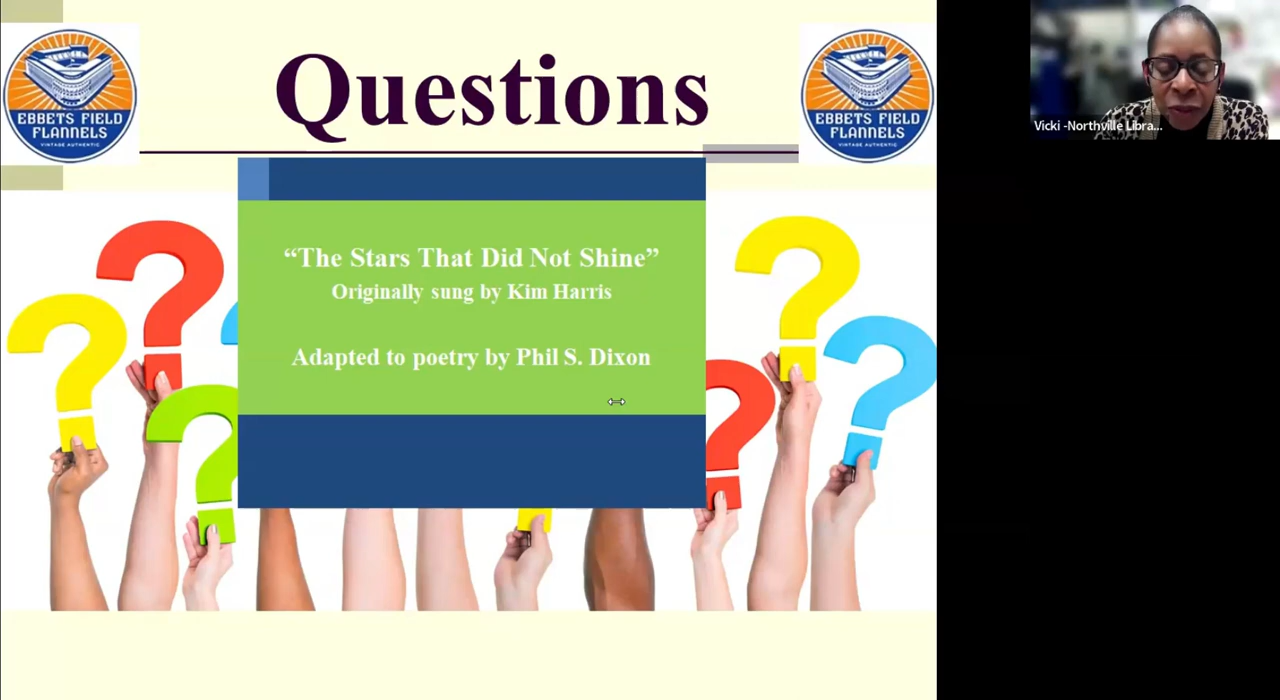 Questions
EBBETS FIELD
FLANNELS
VINTAGE AUTHENTIC
EBBETS FIELD
FLANNELS
VINTAGE AUTHENTIC
“The Stars That Did Not Shine”
Originally sung by Kim Harris
Adapted to poetry by Phil S. Dixon
Vicki -Northville Libra...